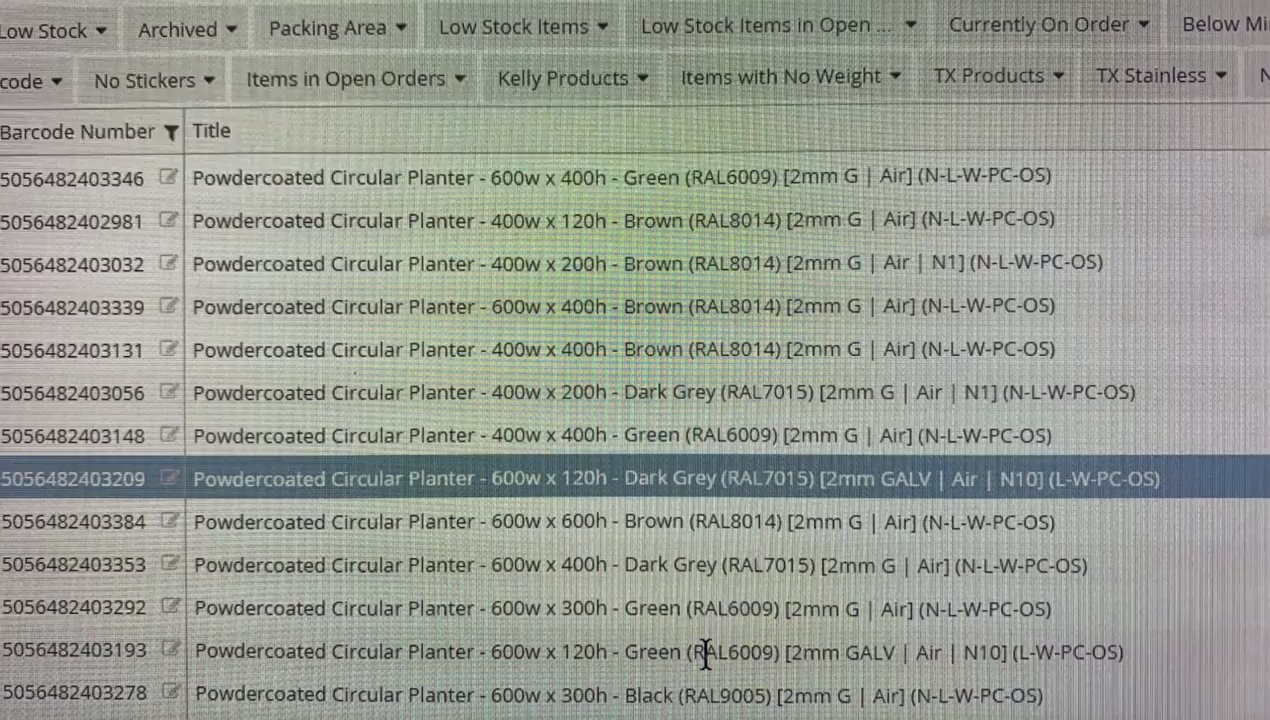 Low Stock Archived Packing Area Low Stock Items Low Stock Items in Open ... Currently On Order Below
code No Stickers Items in Open Orders Kelly Products Items with No Weight TX Products TX Stainless
Barcode Number Title
5056482403346 Powdercoated Circular Planter - 600w x 400h - Green (RAL6009) [2mm G | Air] (N-L-W-PC-OS)
5056482402981 Powdercoated Circular Planter - 400w x 120h - Brown (RAL8014) [2mm G | Air] (N-L-W-PC-OS)
5056482403032 Powdercoated Circular Planter - 400w x 200h - Brown (RAL8014) [2mm G | Air | N1] (N-L-W-PC-OS)
5056482403339 Powdercoated Circular Planter - 600w x 400h - Brown (RAL8014) [2mm G | Air] (N-L-W-PC-OS)
5056482403131 Powdercoated Circular Planter - 400w x 400h - Brown (RAL8014) [2mm G | Air] (N-L-W-PC-OS)
5056482403056 Powdercoated Circular Planter - 400w x 200h - Dark Grey (RAL7015) [2mm G | Air | N1] (N-L-W-PC-OS)
5056482403148 Powdercoated Circular Planter - 400w x 400h - Green (RAL6009) [2mm G | Air] (N-L-W-PC-OS)
5056482403209 Powdercoated Circular Planter - 600w x 120h - Dark Grey (RAL7015) [2mm GALV | Air | N10] (L-W-PC-OS)
5056482403384 Powdercoated Circular Planter - 600w x 600h - Brown (RAL8014) [2mm G | Air] (N-L-W-PC-OS)
5056482403353 Powdercoated Circular Planter - 600w x 400h - Dark Grey (RAL7015) [2mm G | Air] (N-L-W-PC-OS)
5056482403292 Powdercoated Circular Planter - 600w x 300h - Green (RAL6009) [2mm G | Air] (N-L-W-PC-OS)
5056482403193 Powdercoated Circular Planter - 600w x 120h - Green (RAL6009) [2mm GALV | Air | N10] (L-W-PC-OS)
5056482403278 Powdercoated Circular Planter - 600w x 300h - Black (RAL9005) [2mm G | Air] (N-L-W-PC-OS)